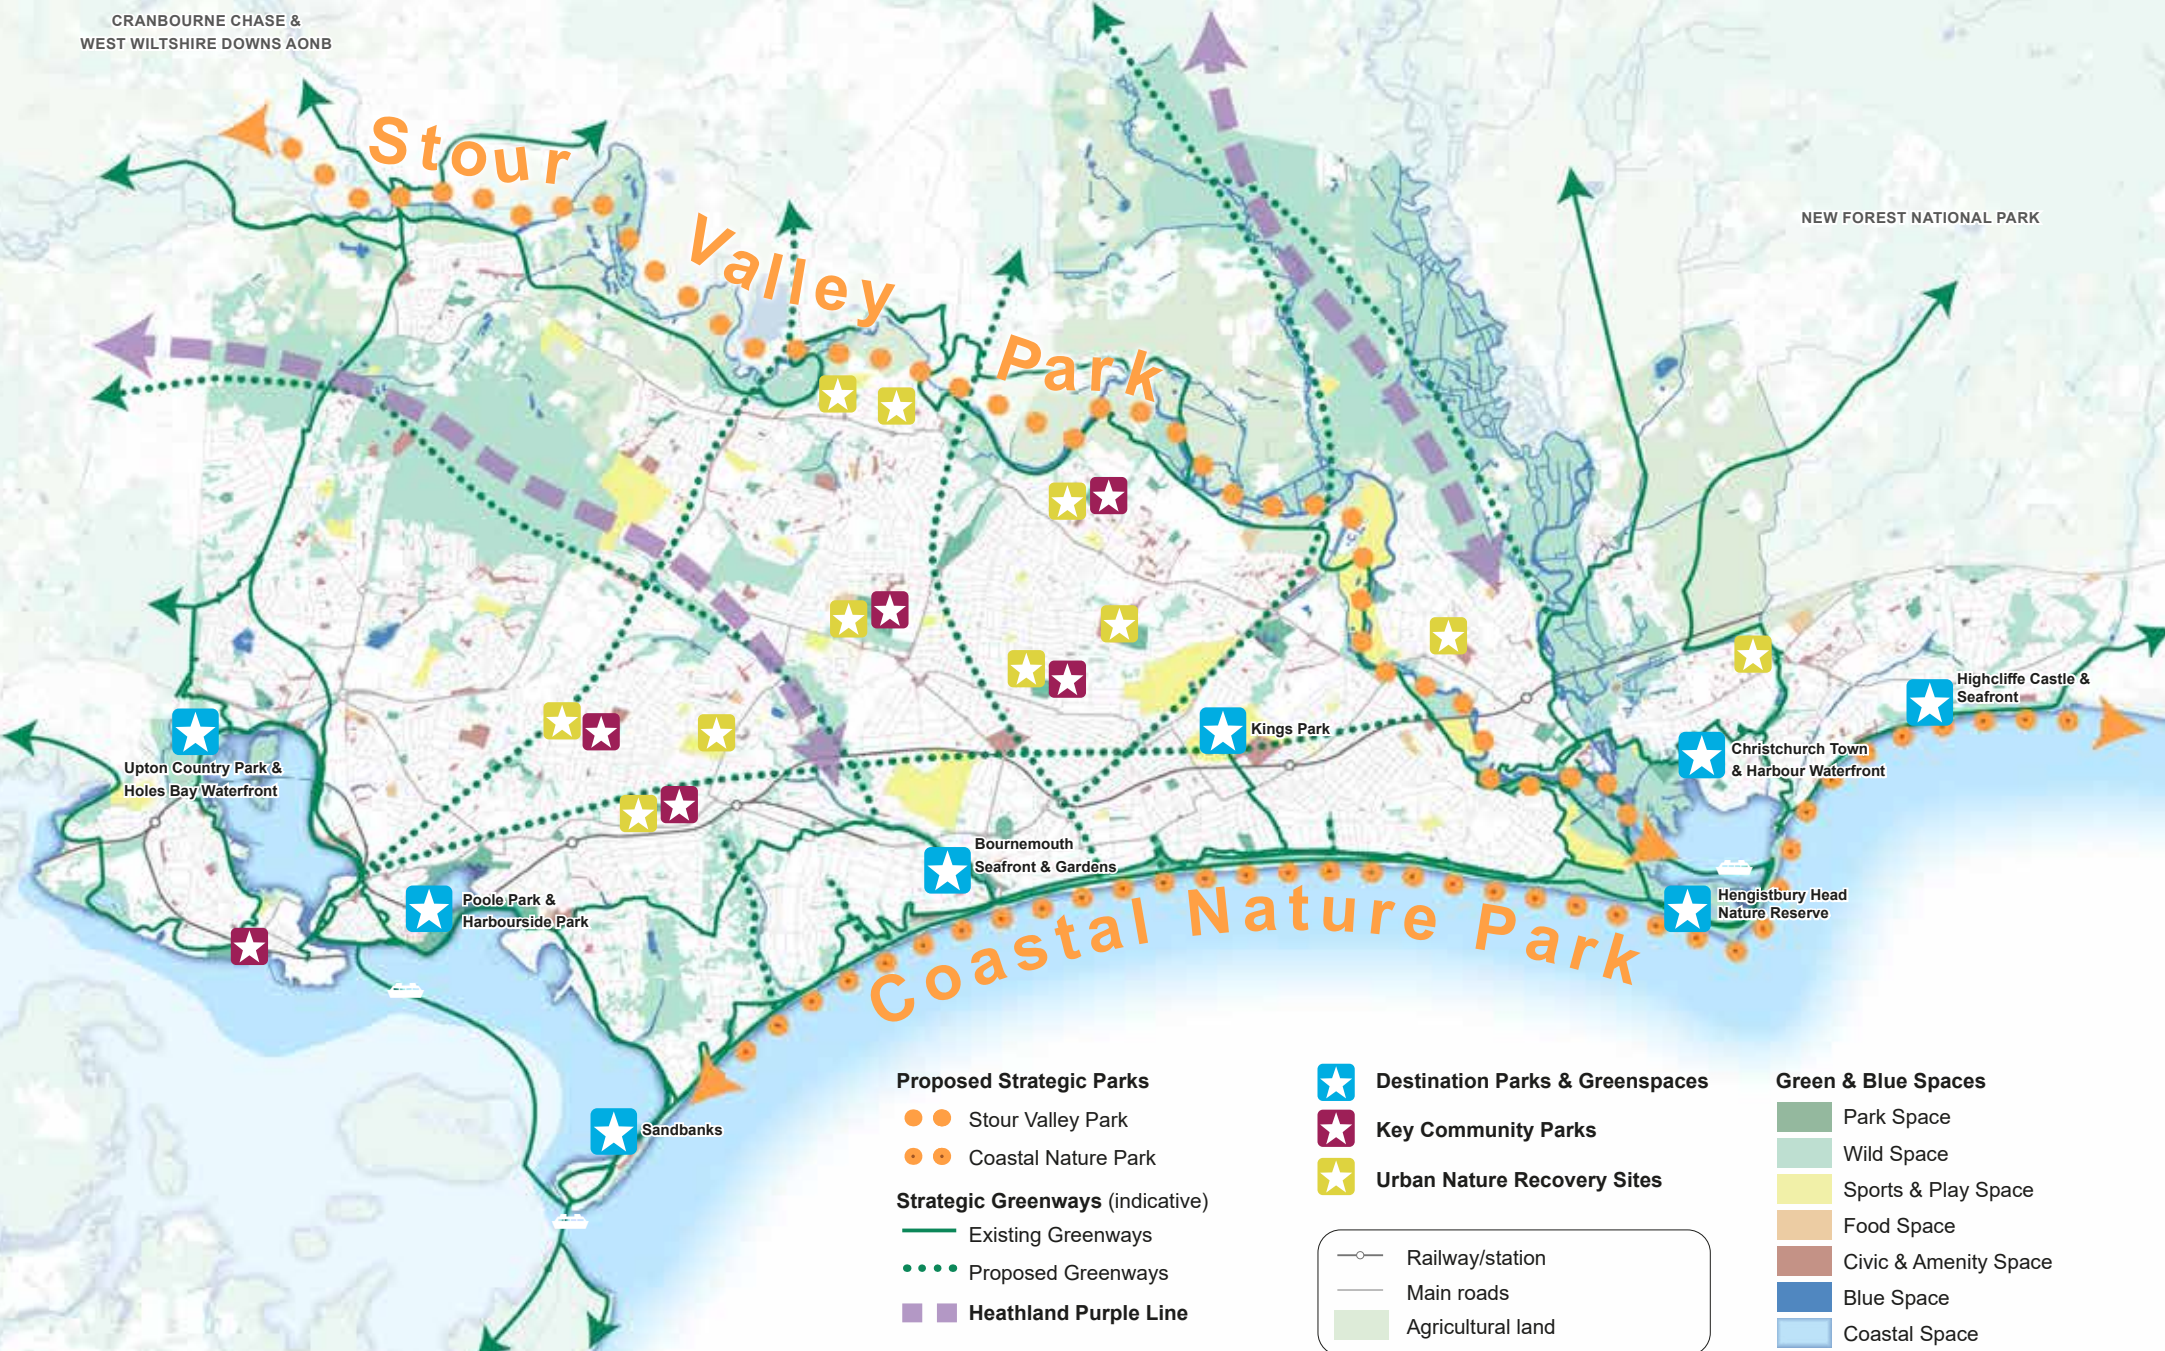 CRANBOURNE CHASE &
WEST WILTSHIRE DOWNS AONB
Stour
Valley
Park
NEW FOREST NATIONAL PARK
Highcliffe Castle &
Seafront
Kings Park
Christchurch Town
& Harbour Waterfront
Upton Country Park &
Holes Bay Waterfront
Bournemouth
Seafront & Gardens
Poole Park &
Harbourside Park
Hengistbury Head
Nature Reserve
Coastal Nature Park
Sandbanks
Proposed Strategic Parks
Stour Valley Park
Coastal Nature Park
Strategic Greenways (indicative)
Existing Greenways
Proposed Greenways
Heathland Purple Line
Destination Parks & Greenspaces
Key Community Parks
Urban Nature Recovery Sites
Railway/station
Main roads
Agricultural land
Green & Blue Spaces
Park Space
Wild Space
Sports & Play Space
Food Space
Civic & Amenity Space
Blue Space
Coastal Space